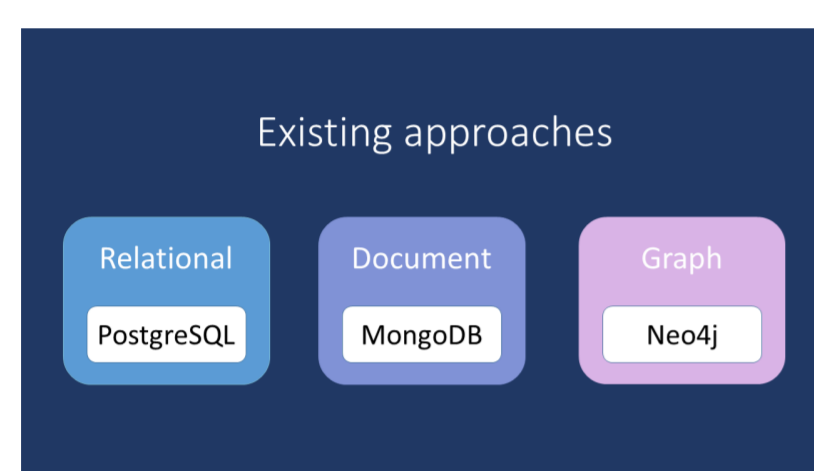 Existing approaches
Relational
Document
Graph
PostgreSQL
MongoDB
Neo4j